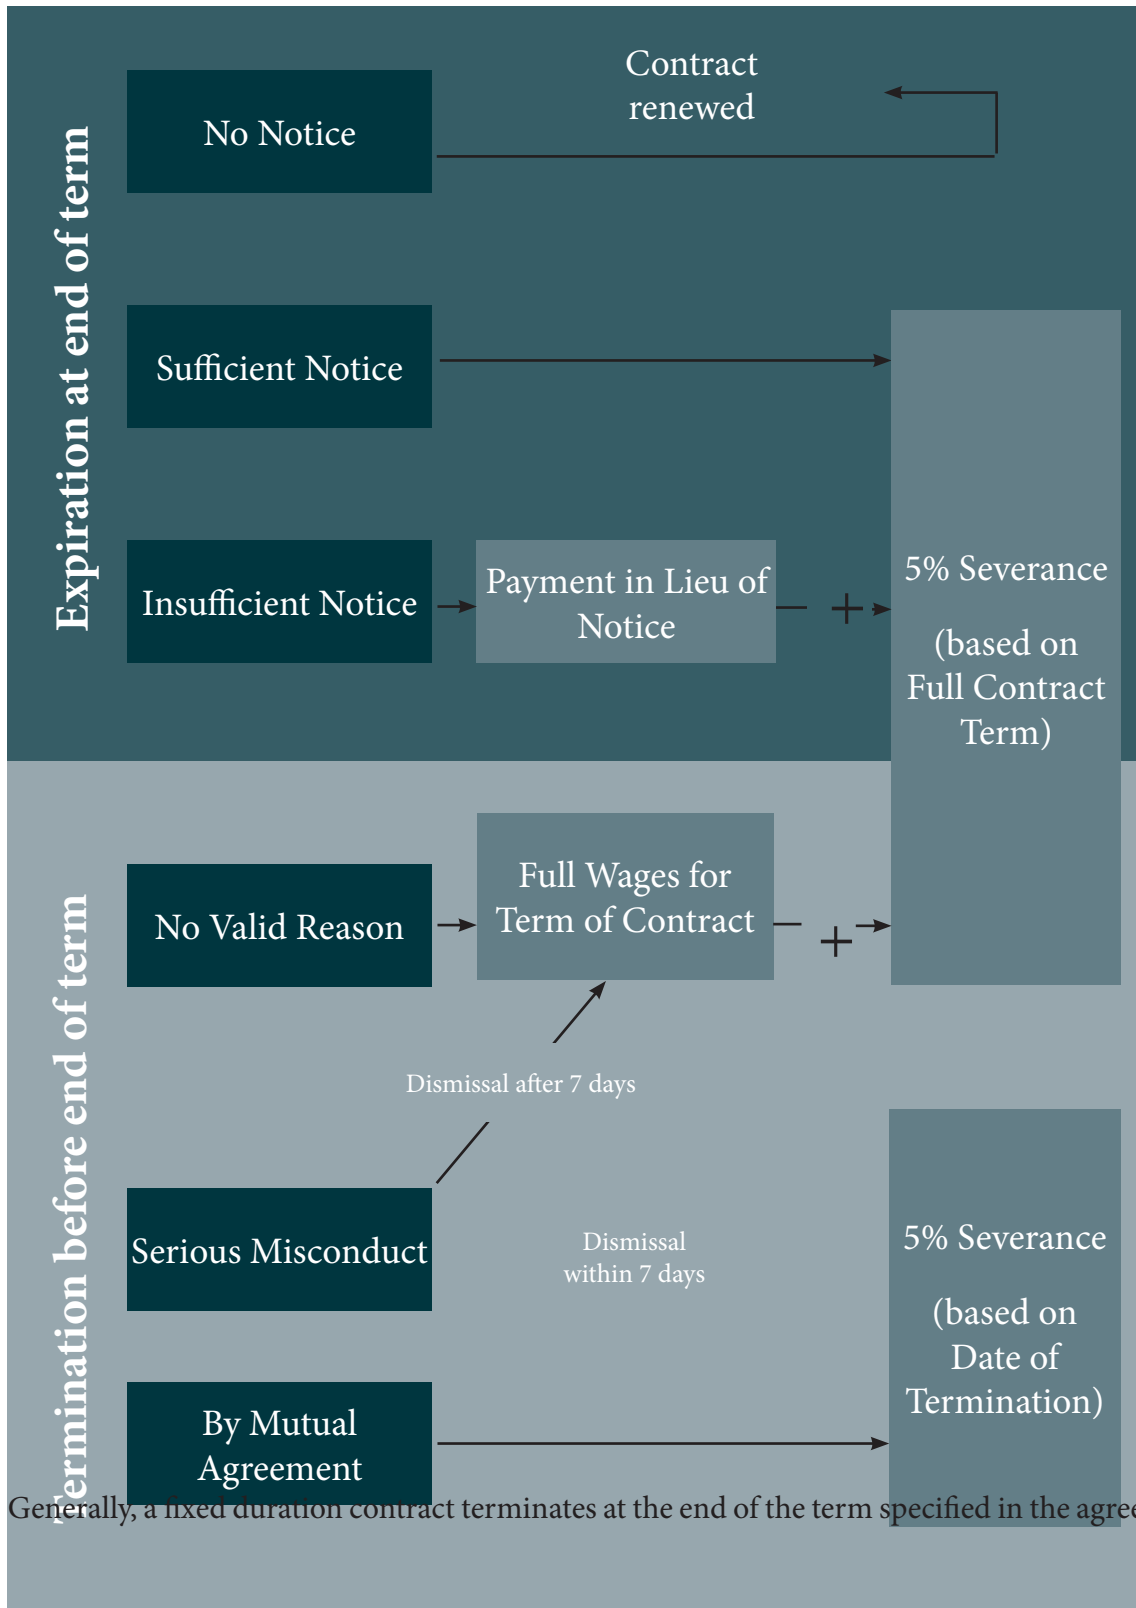 Expiration at end of term
No Notice
Contract
renewed
Sufficient Notice
Insufficient Notice
Payment in Lieu of
Notice
+
5% Severance
(based on
Full Contract
Term)
Termination before end of term
No Valid Reason
Full Wages for
Term of Contract
+
Dismissal after 7 days
Serious Misconduct
Dismissal
within 7 days
5% Severance
(based on
Date of
Termination)
By Mutual
Agreement
Generally, a fixed duration contract terminates at the end of the term specified in the agree